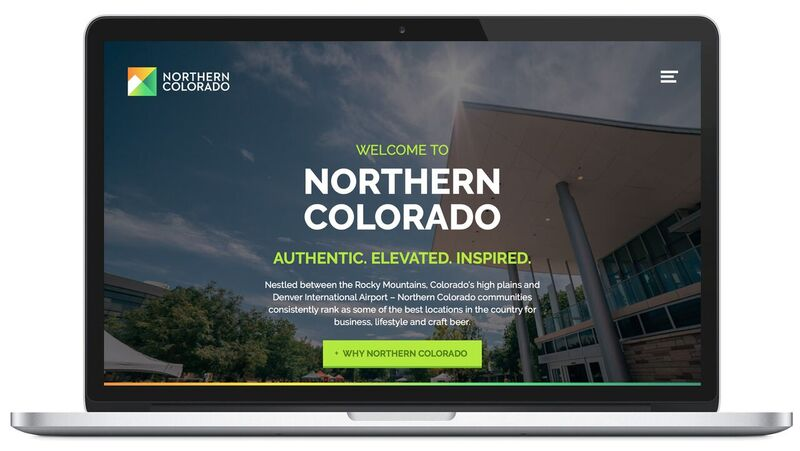 NORTHERN
COLORADO
WELCOME TO
NORTHERN
COLORADO
AUTHENTIC. ELEVATED. INSPIRED.
Nestled between the Rocky Mountains, Colorado's high plains and
Denver International Airport – Northern Colorado communities
consistently rank as some of the best locations in the country for
business, lifestyle and craft beer.
+ WHY NORTHERN COLORADO